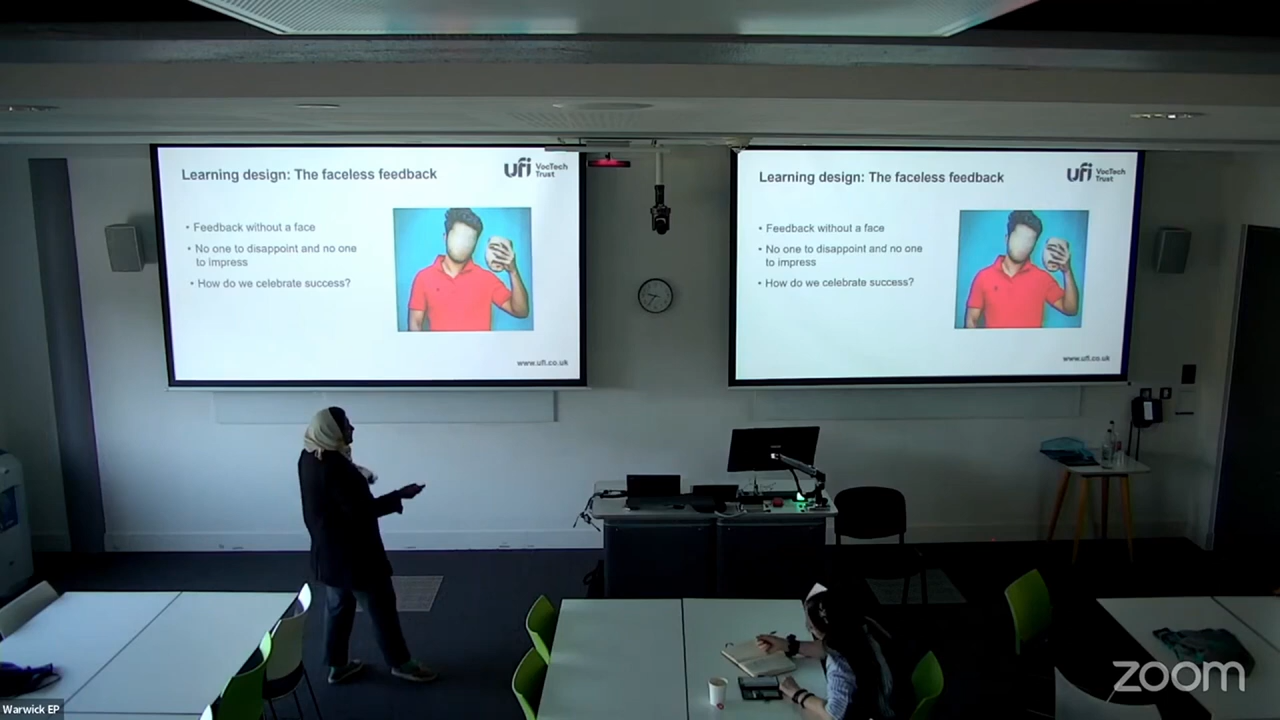 Learning design: The faceless feedback
ufi VocTech Trust
• Feedback without a face
• No one to disappoint and no one
to impress
• How do we celebrate success?
www.ufi.co.uk
Learning design: The faceless feedback
ufi VocTech Trust
• Feedback without a face
• No one to disappoint and no one
to impress
• How do we celebrate success?
www.ufi.co.uk
Warwick EP
zoom